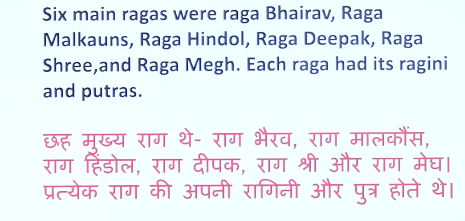 Six main ragas were raga Bhairav, Raga
Malkauns, Raga Hindol, Raga Deepak, Raga
Shree,and Raga Megh. Each raga had its ragini
and putras.
छह मुख्य राग थे- राग भैरव, राग मालकौंस,
राग हिंडोल, राग दीपक, राग श्री और राग मेघ।
प्रत्येक राग की अपनी रागिनी और पुत्र होते थे।